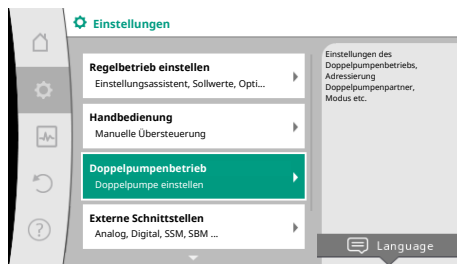 Einstellungen
Regelbetrieb einstellen
Einstellungsassistent, Sollwerte, Opti...
Handbedienung
Manuelle Übersteuerung
Doppelpumpenbetrieb
Doppelpumpe einstellen
Externe Schnittstellen
Analog, Digital, SSM, SBM ...
Einstellungen des
Doppelpumpenbetriebs,
Adressierung
Doppelpumpenpartner,
Modus etc.
Language